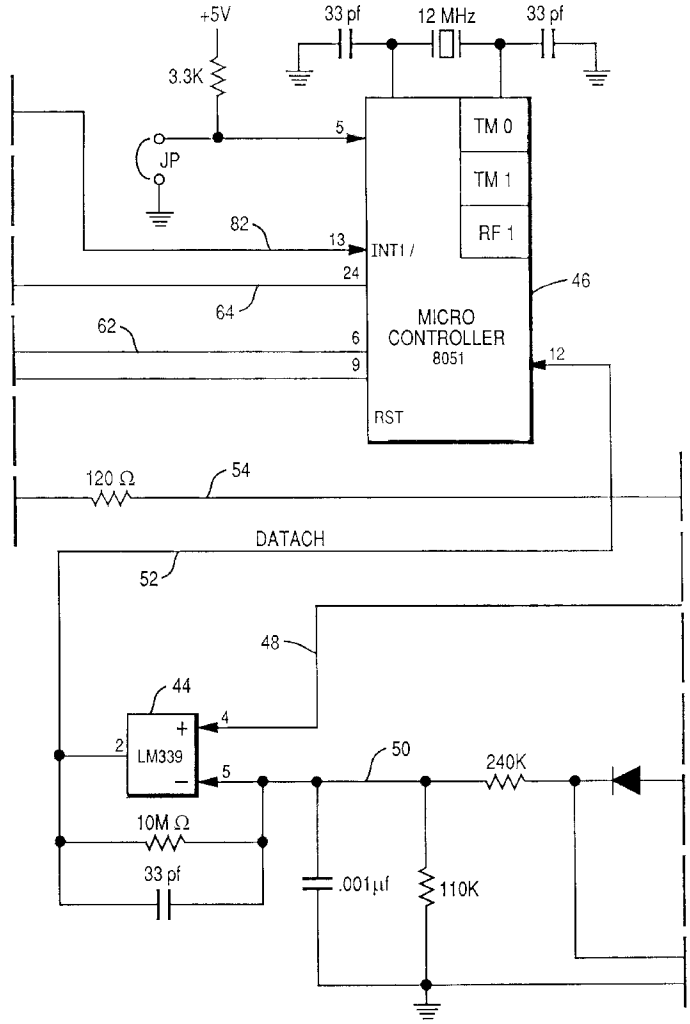 33 pf
12 MHz
33 pf
+5V
3.3K
5
TM 0
JP
TM 1
82
13
INT1 /
RF 1
24
46
64
MICRO
CONTROLLER
8051
62
6
12
9
RST
120 Ω
54
DATACH
52
48
44
4
+
2
LM339
50
240K
5
−
10M Ω
33 pf
.001µf
110K